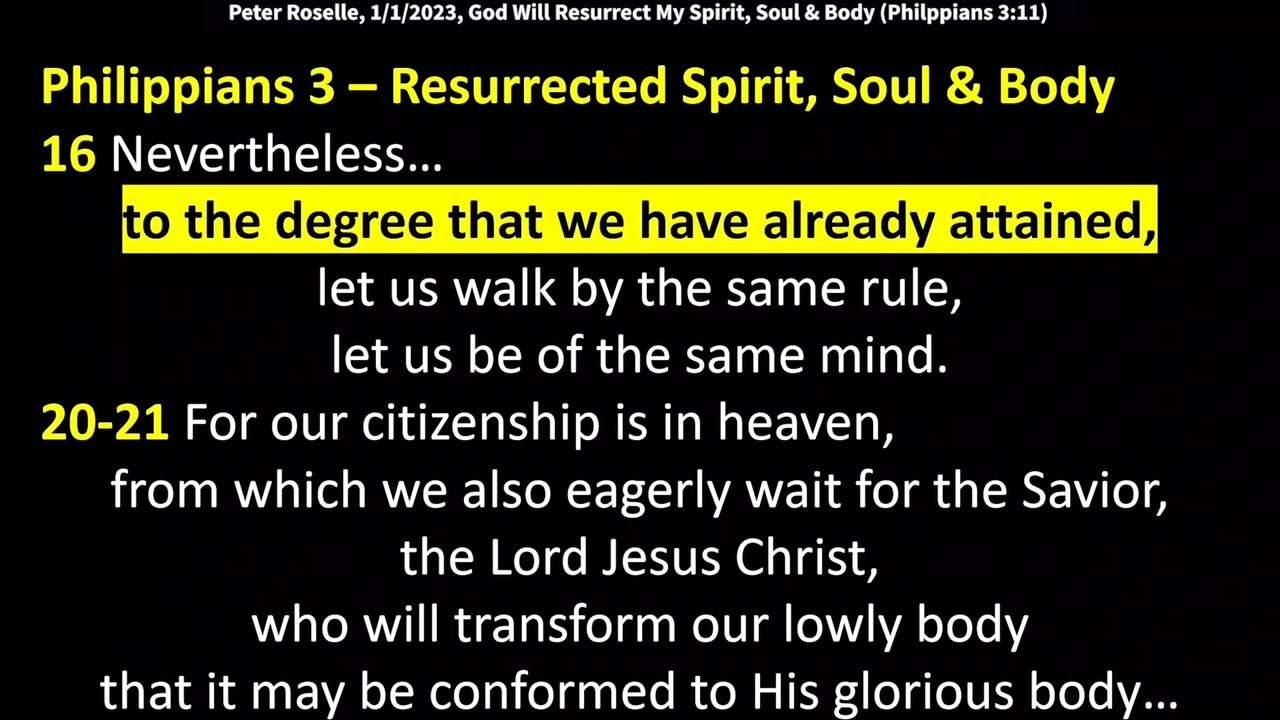 Peter Roselle, 1/1/2023, God Will Resurrect My Spirit, Soul & Body (Philppians 3:11)
Philippians 3 – Resurrected Spirit, Soul & Body
16 Nevertheless…
to the degree that we have already attained,
let us walk by the same rule,
let us be of the same mind.
20-21 For our citizenship is in heaven,
from which we also eagerly wait for the Savior,
the Lord Jesus Christ,
who will transform our lowly body
that it may be conformed to His glorious body…